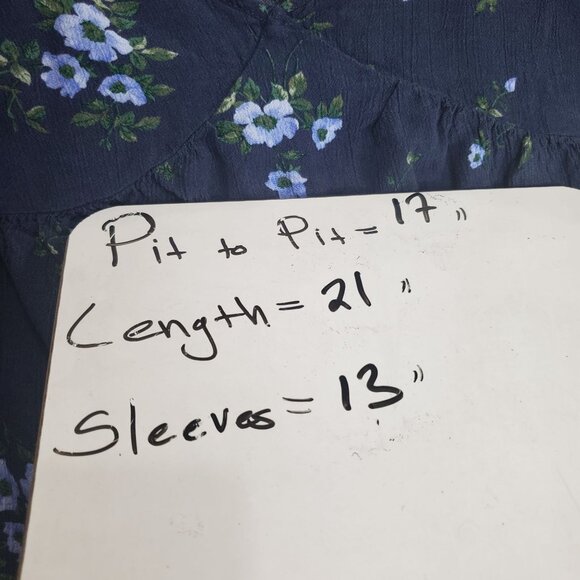 Pit to Pit = 17"
Length = 21"
Sleeves = 13"